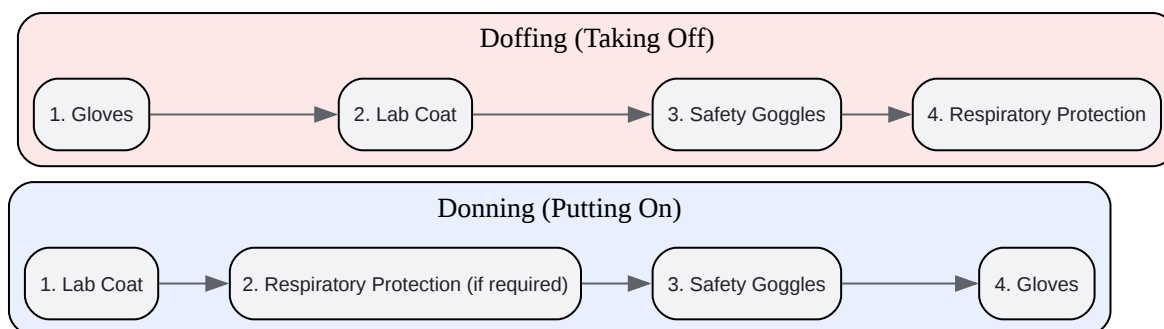 Doffing (Taking Off)
1. Gloves
2. Lab Coat
3. Safety Goggles
4. Respiratory Protection
Donning (Putting On)
1. Lab Coat
2. Respiratory Protection (if required)
3. Safety Goggles
4. Gloves